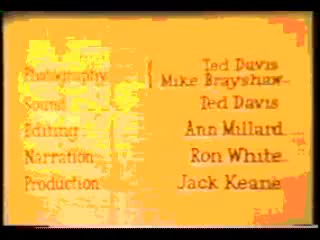 Ted Davis
Photography Mike Brayshaw
Sound Ted Davis
Editing Ann Millard
Narration Ron White
Production Jack Keane